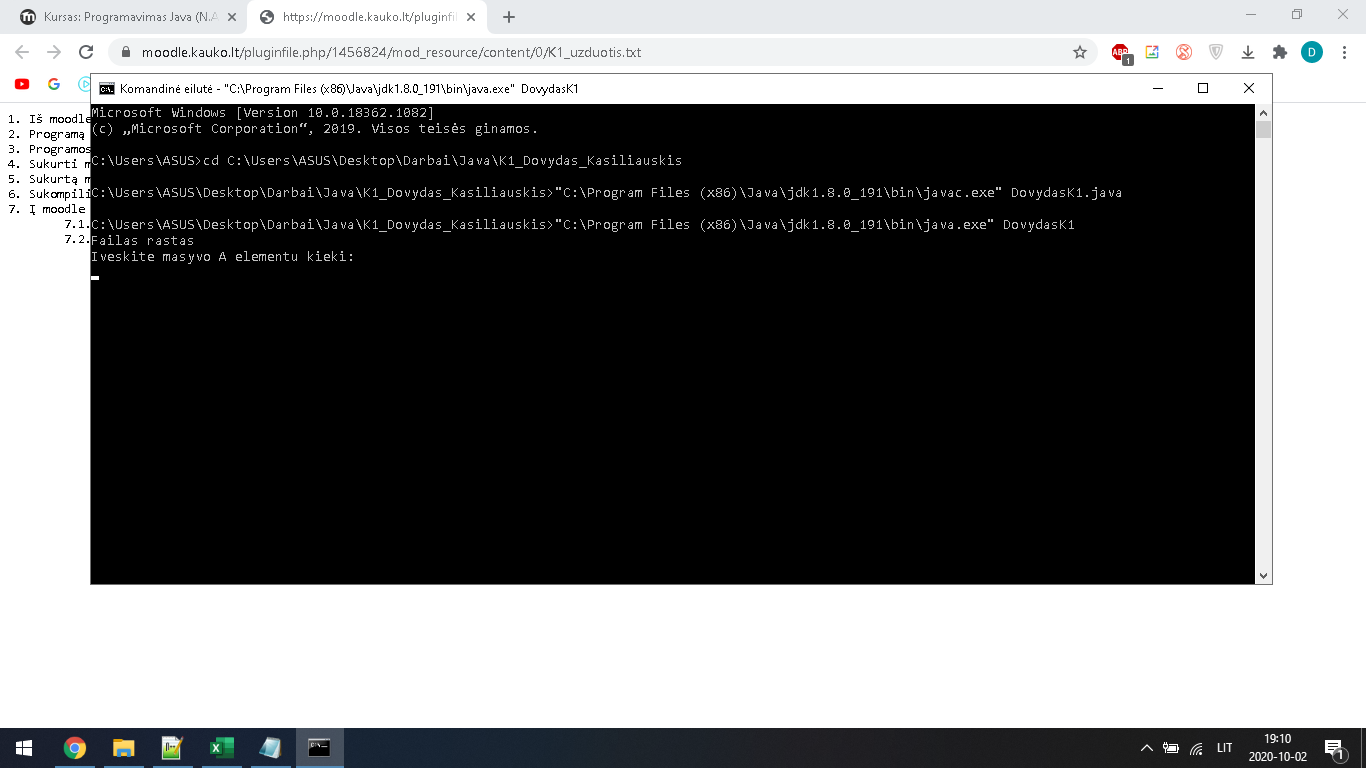 Kursas: Programavimas Java (N.A
https://moodle.kauko.lt/pluginfil
moodle.kauko.lt/pluginfile.php/1456824/mod_resource/content/0/K1_uzduotis.txt
ABP
1
D
Komandinė eilutė - "C:\Program Files (x86)\Java\jdk1.8.0_191\bin\java.exe" DovydasK1
1. Iš moodle
2. Programą
3. Programos
4. Sukurti m
5. Sukurtą m
6. Sukompili
7. Į moodle
7.1.
7.2.
Microsoft Windows [Version 10.0.18362.1082]
(c) „Microsoft Corporation“, 2019. Visos teisės ginamos.
C:\Users\ASUS>cd C:\Users\ASUS\Desktop\Darbai\Java\K1_Dovydas_Kasiliauskis
C:\Users\ASUS\Desktop\Darbai\Java\K1_Dovydas_Kasiliauskis>"C:\Program Files (x86)\Java\jdk1.8.0_191\bin\javac.exe" DovydasK1.java
C:\Users\ASUS\Desktop\Darbai\Java\K1_Dovydas_Kasiliauskis>"C:\Program Files (x86)\Java\jdk1.8.0_191\bin\java.exe" DovydasK1
Failas rastas
Iveskite masyvo A elementu kieki:
LIT
19:10
2020-10-02
1